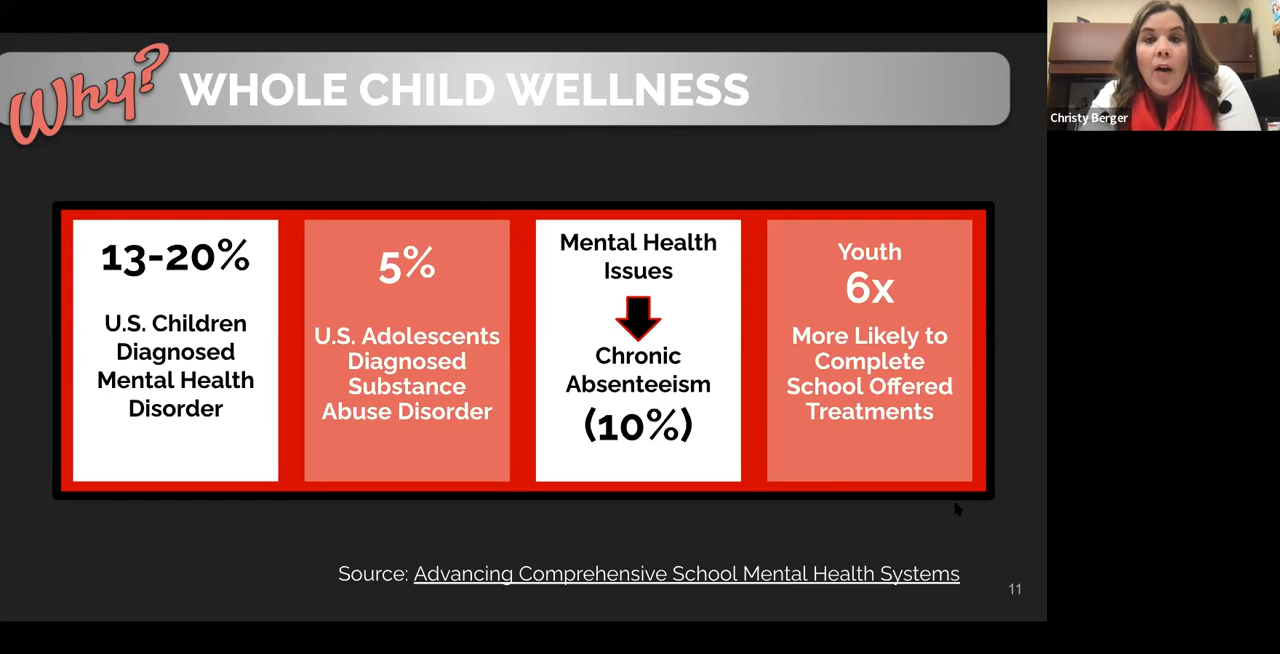 Why? WHOLE CHILD WELLNESS
Christy Berger
13-20%
U.S. Children
Diagnosed
Mental Health
Disorder
5%
U.S. Adolescents
Diagnosed
Substance
Abuse Disorder
Mental Health
Issues
Chronic
Absenteeism
(10%)
Youth
6x
More Likely to
Complete
School Offered
Treatments
Source: Advancing Comprehensive School Mental Health Systems
11